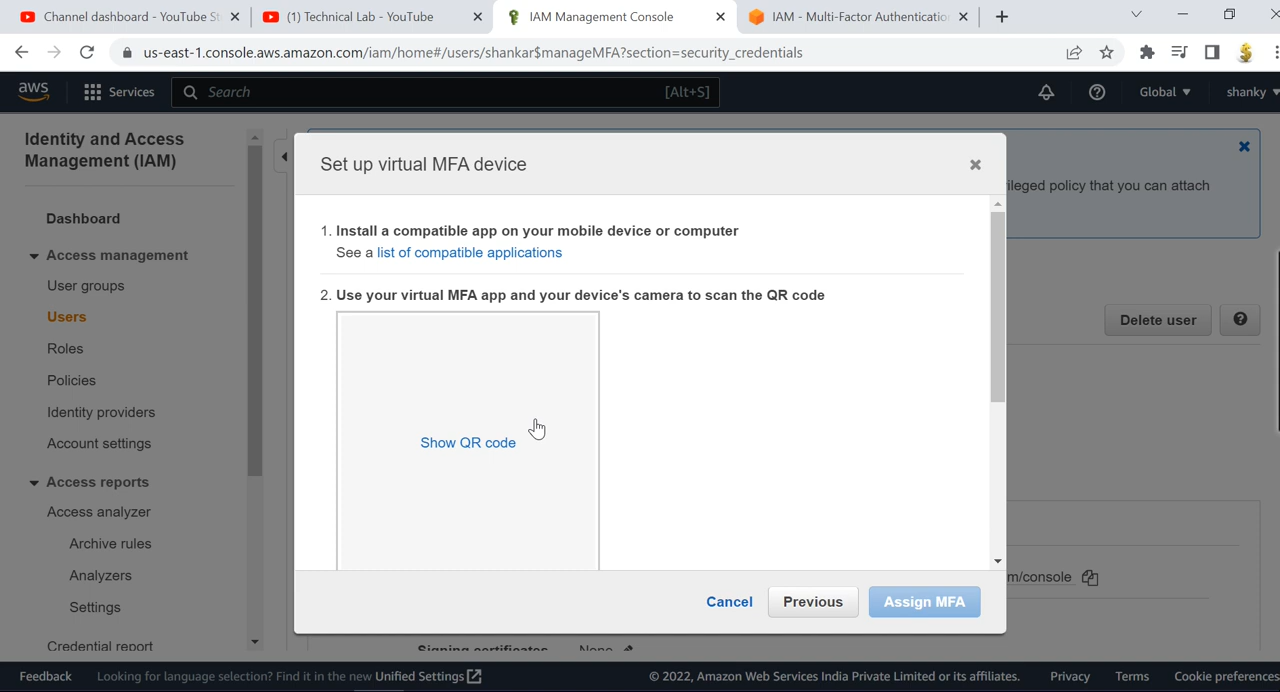 Channel dashboard - YouTube St
(1) Technical Lab - YouTube
IAM Management Console
IAM - Multi-Factor Authentication
us-east-1.console.aws.amazon.com/iam/home#/users/shankar$manageMFA?section=security_credentials
aws
Services
Search
[Alt+S]
Global
shanky
Identity and Access
Management (IAM)
Dashboard
Access management
User groups
Users
Roles
Policies
Identity providers
Account settings
Access reports
Access analyzer
Archive rules
Analyzers
Settings
Credential report
Set up virtual MFA device
1. Install a compatible app on your mobile device or computer
See a list of compatible applications
2. Use your virtual MFA app and your device's camera to scan the QR code
Show QR code
Cancel
Previous
Assign MFA
ileged policy that you can attach
Delete user
m/console
Signing certificates None
Feedback
Looking for language selection? Find it in the new Unified Settings
© 2022, Amazon Web Services India Private Limited or its affiliates.
Privacy
Terms
Cookie preferences